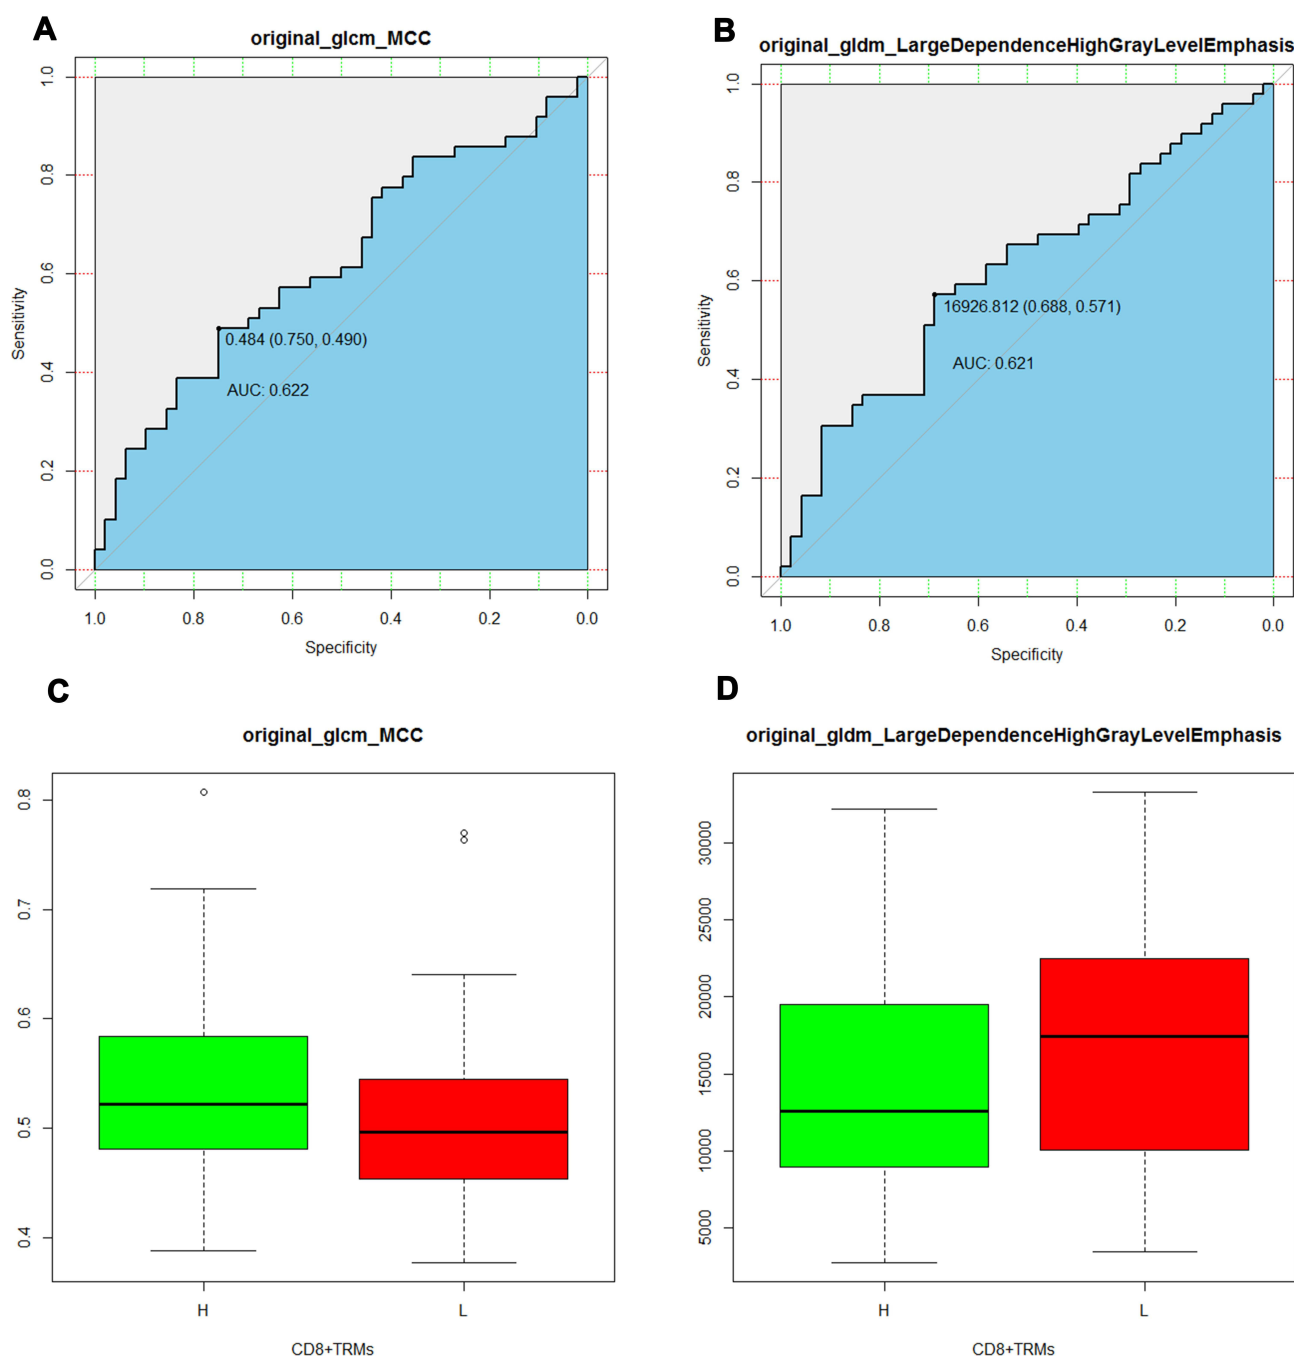 A
original_glcm_MCC
1.0
0.8
0.6
0.4
0.2
0.0
Sensitivity
0.484 (0.750, 0.490)
AUC: 0.622
1.0 0.8 0.6 0.4 0.2 0.0
Specificity
B
original_gldm_LargeDependenceHighGrayLevelEmphasis
1.0
0.8
0.6
0.4
0.2
0.0
Sensitivity
16926.812 (0.688, 0.571)
AUC: 0.621
1.0 0.8 0.6 0.4 0.2 0.0
Specificity
C
original_glcm_MCC
0.8
0.7
0.6
0.5
0.4
H L
CD8+TRMs
D
original_gldm_LargeDependenceHighGrayLevelEmphasis
30000
25000
20000
15000
10000
5000
H L
CD8+TRMs